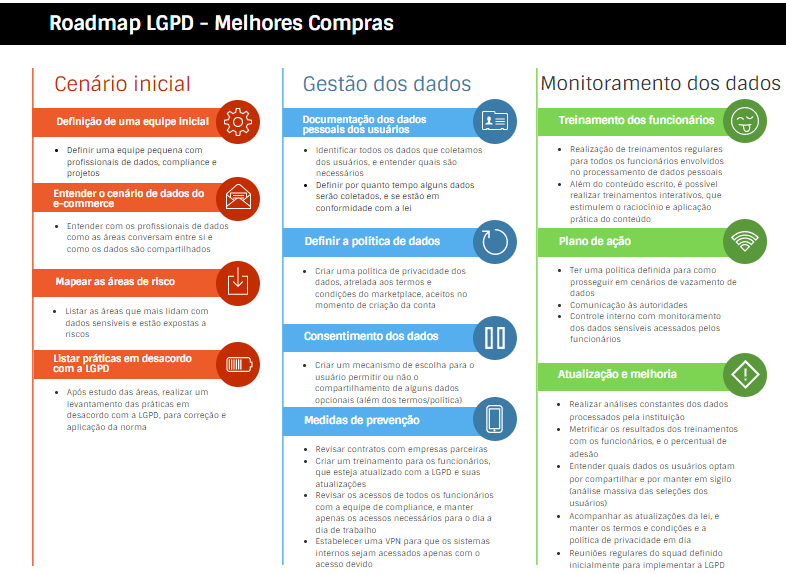 Roadmap LGPD - Melhores Compras
Cenário inicial
Definição de uma equipe inicial
• Definir uma equipe pequena com
profissionais de dados, compliance e
projetos
Entender o cenário de dados do
e-commerce
• Entender com os profissionais de dados
como as áreas conversam entre si e
como os dados são compartilhados
Mapear as áreas de risco
• Listar as áreas que mais lidam com
dados sensíveis e estão expostas a
riscos
Listar práticas em desacordo
com a LGPD
• Após estudo das áreas, realizar um
levantamento das práticas em
desacordo com a LGPD, para correção e
aplicação da norma
Gestão dos dados
Documentação dos dados
pessoais dos usuários
• Identificar todos os dados que coletamos
dos usuários, e entender quais são
necessários
• Definir por quanto tempo alguns dados
serão coletados, e se estão em
conformidade com a lei
Definir a política de dados
• Criar uma política de privacidade dos
dados, atrelada aos termos e
condições do marketplace, aceitos no
momento de criação da conta
Consentimento dos dados
• Criar um mecanismo de escolha para o
usuário permitir ou não o
compartilhamento de alguns dados
opcionais (além dos termos/política)
Medidas de prevenção
• Revisar contratos com empresas parceiras
• Criar um treinamento para os funcionários,
que esteja atualizado com a LGPD e suas
atualizações
• Revisar os acessos de todos os funcionários
com a equipe de compliance, e manter
apenas os acessos necessários para o dia a
dia de trabalho
• Estabelecer uma VPN para que os sistemas
internos sejam acessados apenas com o
acesso devido
Monitoramento dos dados
Treinamento dos funcionários
• Realização de treinamentos regulares
para todos os funcionários envolvidos
no processamento de dados pessoais
• Além do conteúdo escrito, é possível
realizar treinamentos interativos, que
estimulem o raciocínio e aplicação
prática do conteúdo
Plano de ação
• Ter uma política definida para como
prosseguir em cenários de vazamento de
dados
• Comunicação às autoridades
• Controle interno com monitoramento
dos dados sensíveis acessados pelos
funcionários
Atualização e melhoria
• Realizar análises constantes dos dados
processados pela instituição
• Metrificar os resultados dos treinamentos
com os funcionários, e o percentual de
adesão
• Entender quais dados os usuários optam
por compartilhar e por manter em sigilo
(análise massiva das seleções dos
usuários)
• Acompanhar as atualizações da lei, e
manter os termos e condições e a
política de privacidade em dia
• Reuniões regulares do squad definido
inicialmente para implementar a LGPD